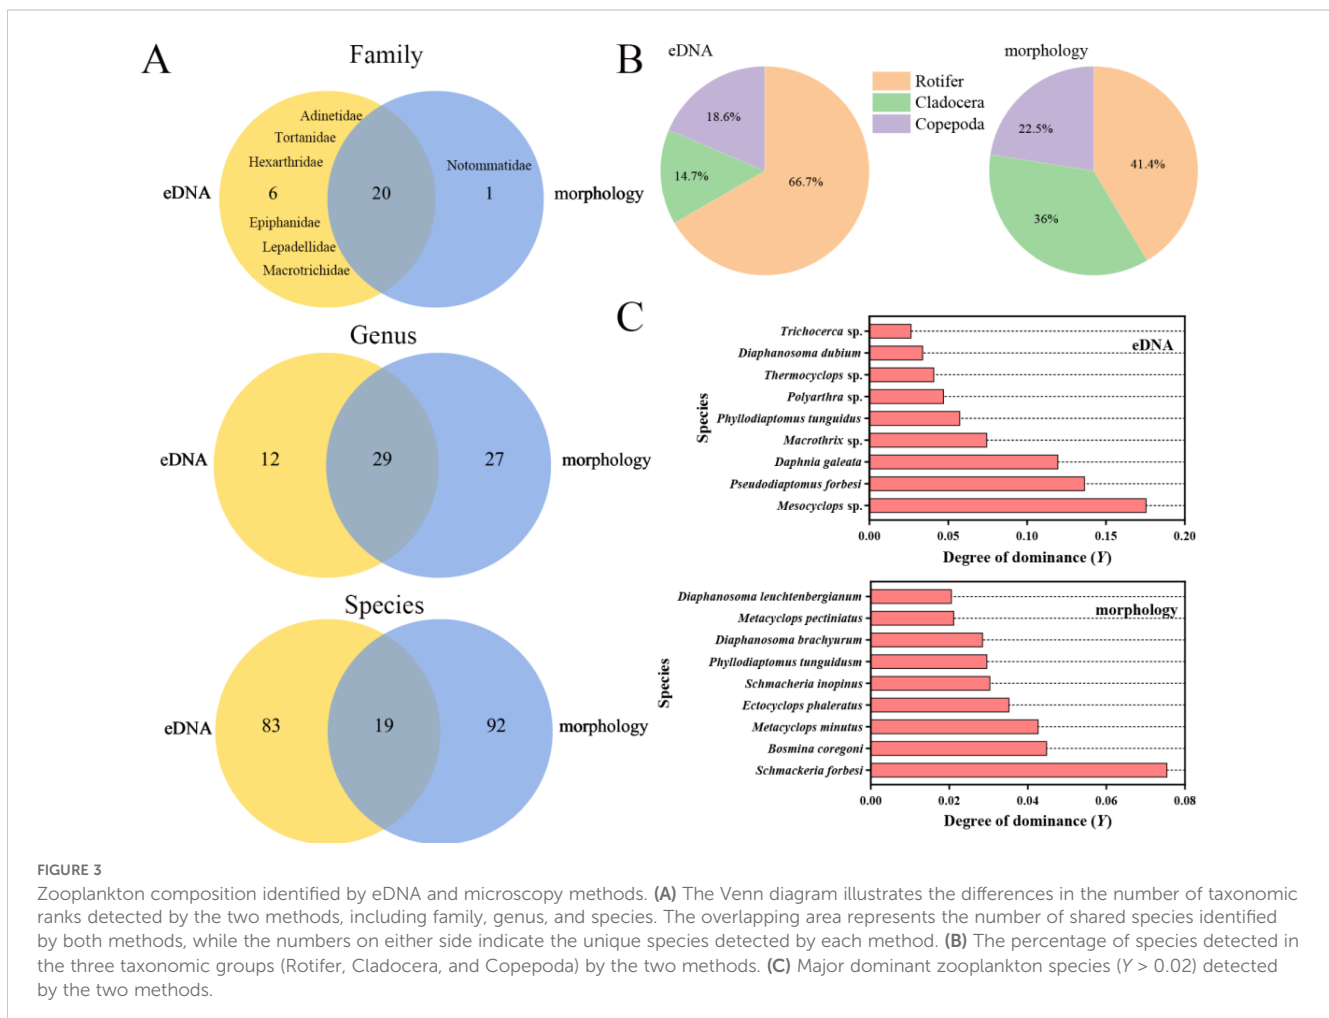 A
Family
Adinetidae
Tortanidae
Hexarthridae
eDNA
6
20
Notommatidae
1
morphology
Epiphanidae
Lepadellidae
Macrotrichidae
Genus
eDNA
12
29
27
morphology
Species
eDNA
83
19
92
morphology
B
eDNA
18.6%
14.7%
66.7%
Rotifer
Cladocera
Copepoda
morphology
22.5%
41.4%
36%
C
eDNA
Species
Trichocerca sp.
Diaphanosoma dubium
Thermocyclops sp.
Polyarthra sp.
Phyllodiaptomus tunguidus
Macrothrix sp.
Daphnia galeata
Pseudodiaptomus forbesi
Mesocyclops sp.
0.00 0.05 0.10 0.15 0.20
Degree of dominance (Y)
morphology
Species
Diaphanosoma leuchtenbergianum
Metacyclops pectiniatus
Diaphanosoma brachyurum
Phyllodiaptomus tunguidusm
Schmacheria inopinus
Ectocyclops phaleratus
Metacyclops minutus
Bosmina coregoni
Schmackeria forbesi
0.00 0.02 0.04 0.06 0.08
Degree of dominance (Y)
FIGURE 3
Zooplankton composition identified by eDNA and microscopy methods. (A) The Venn diagram illustrates the differences in the number of taxonomic
ranks detected by the two methods, including family, genus, and species. The overlapping area represents the number of shared species identified
by both methods, while the numbers on either side indicate the unique species detected by each method. (B) The percentage of species detected in
the three taxonomic groups (Rotifer, Cladocera, and Copepoda) by the two methods. (C) Major dominant zooplankton species (Y > 0.02) detected
by the two methods.